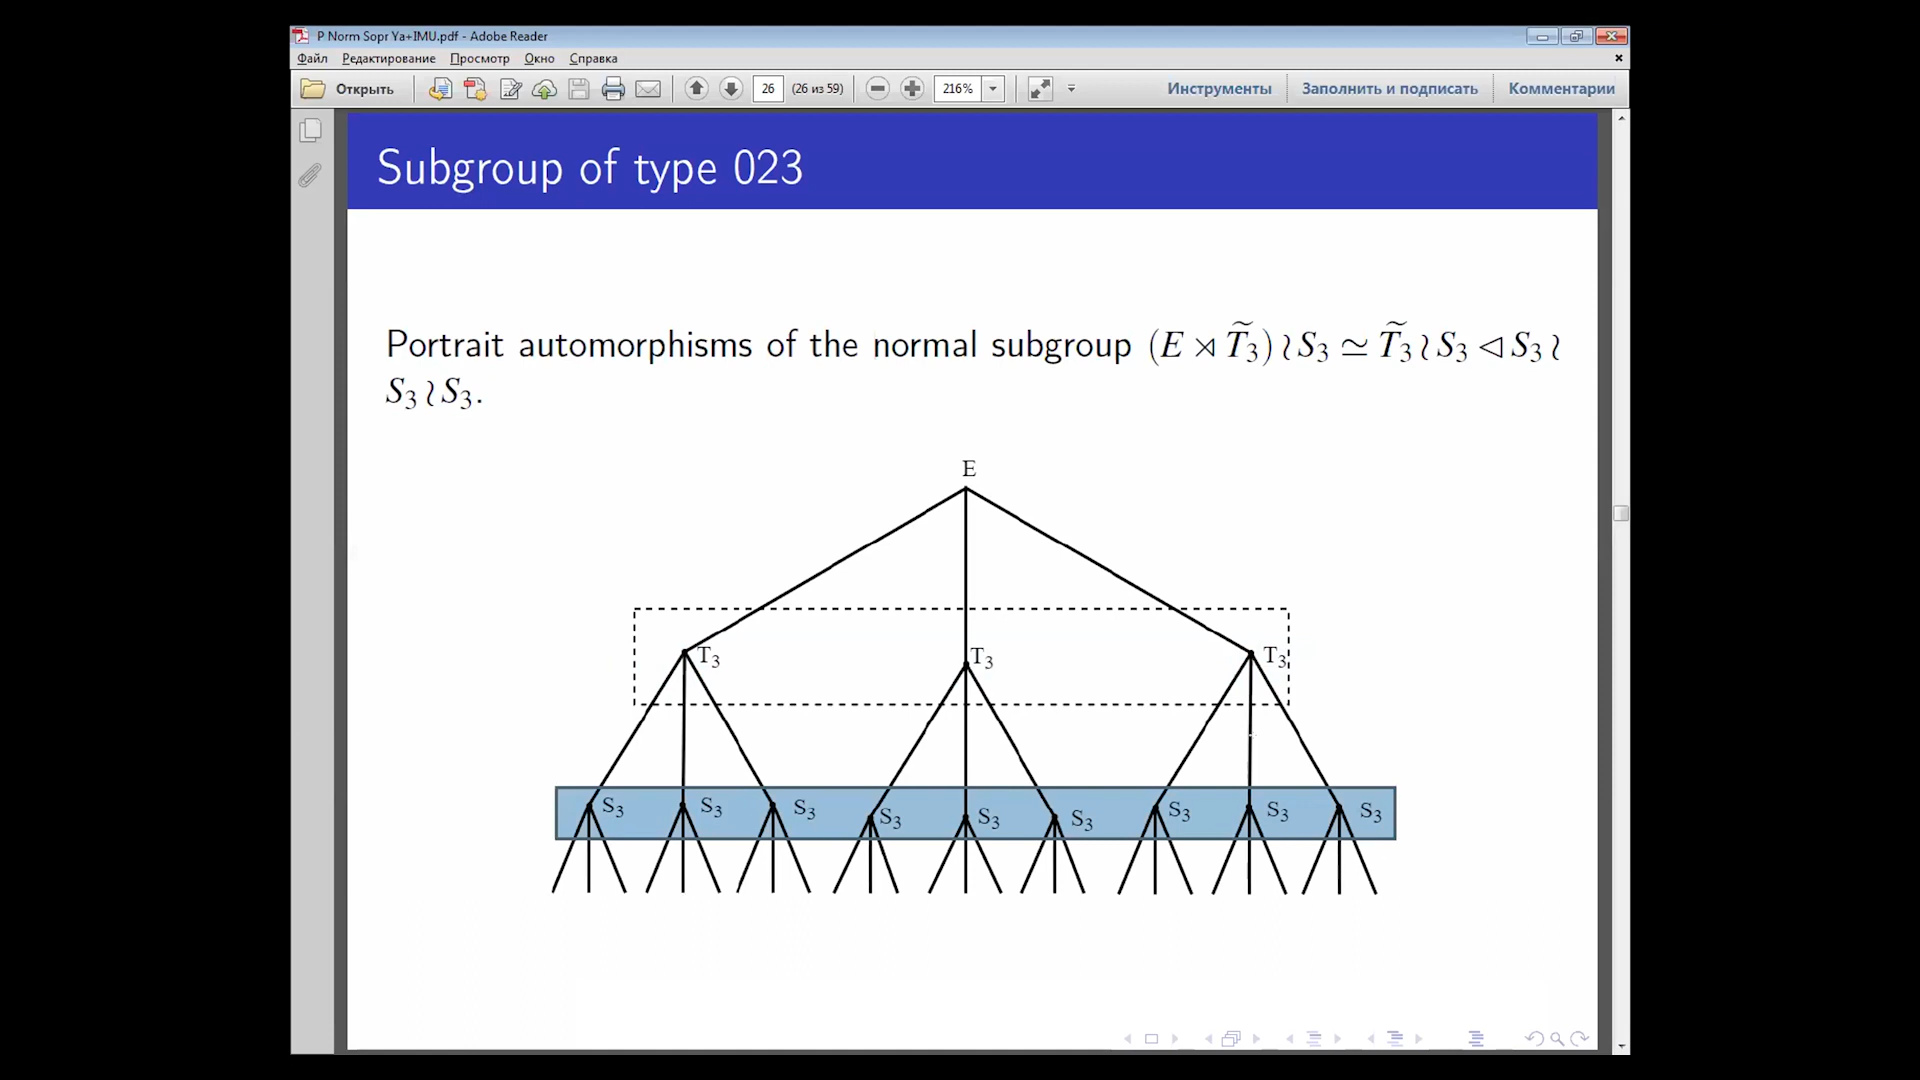 P Norm Sopr Ya+IMU.pdf - Adobe Reader
Файл Редактирование Просмотр Окно Справка
Открыть 26 (26 из 59) 216% Инструменты Заполнить и подписать Комментарии
Subgroup of type 023
Portrait automorphisms of the normal subgroup (E ⋊ T̃₃) ≀ S₃ ≃ T̃₃ ≀ S₃ ◁ S₃ ≀
S₃ ≀ S₃.
E
T₃ T₃ T₃
S₃ S₃ S₃ S₃ S₃ S₃ S₃ S₃ S₃